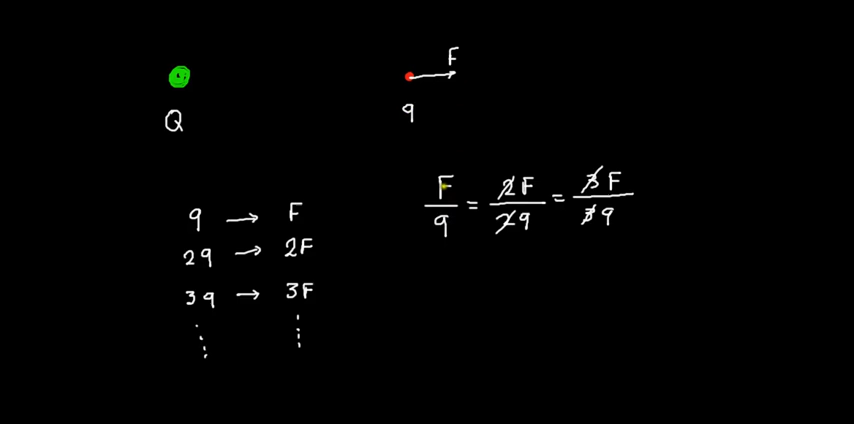 F
Q
q
F/q = 2F/2q = 3F/3q
q → F
2q → 2F
3q → 3F
⋮ ⋮